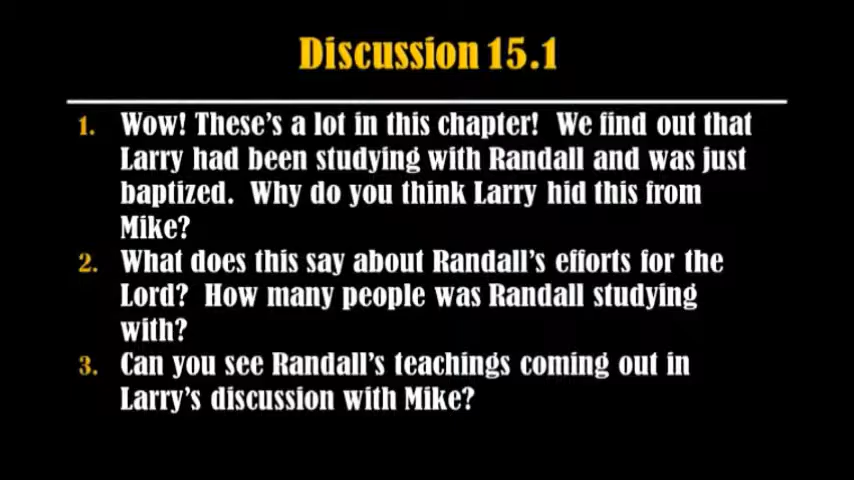 Discussion 15.1
1. Wow! These's a lot in this chapter! We find out that
Larry had been studying with Randall and was just
baptized. Why do you think Larry hid this from
Mike?
2. What does this say about Randall's efforts for the
Lord? How many people was Randall studying
with?
3. Can you see Randall's teachings coming out in
Larry's discussion with Mike?